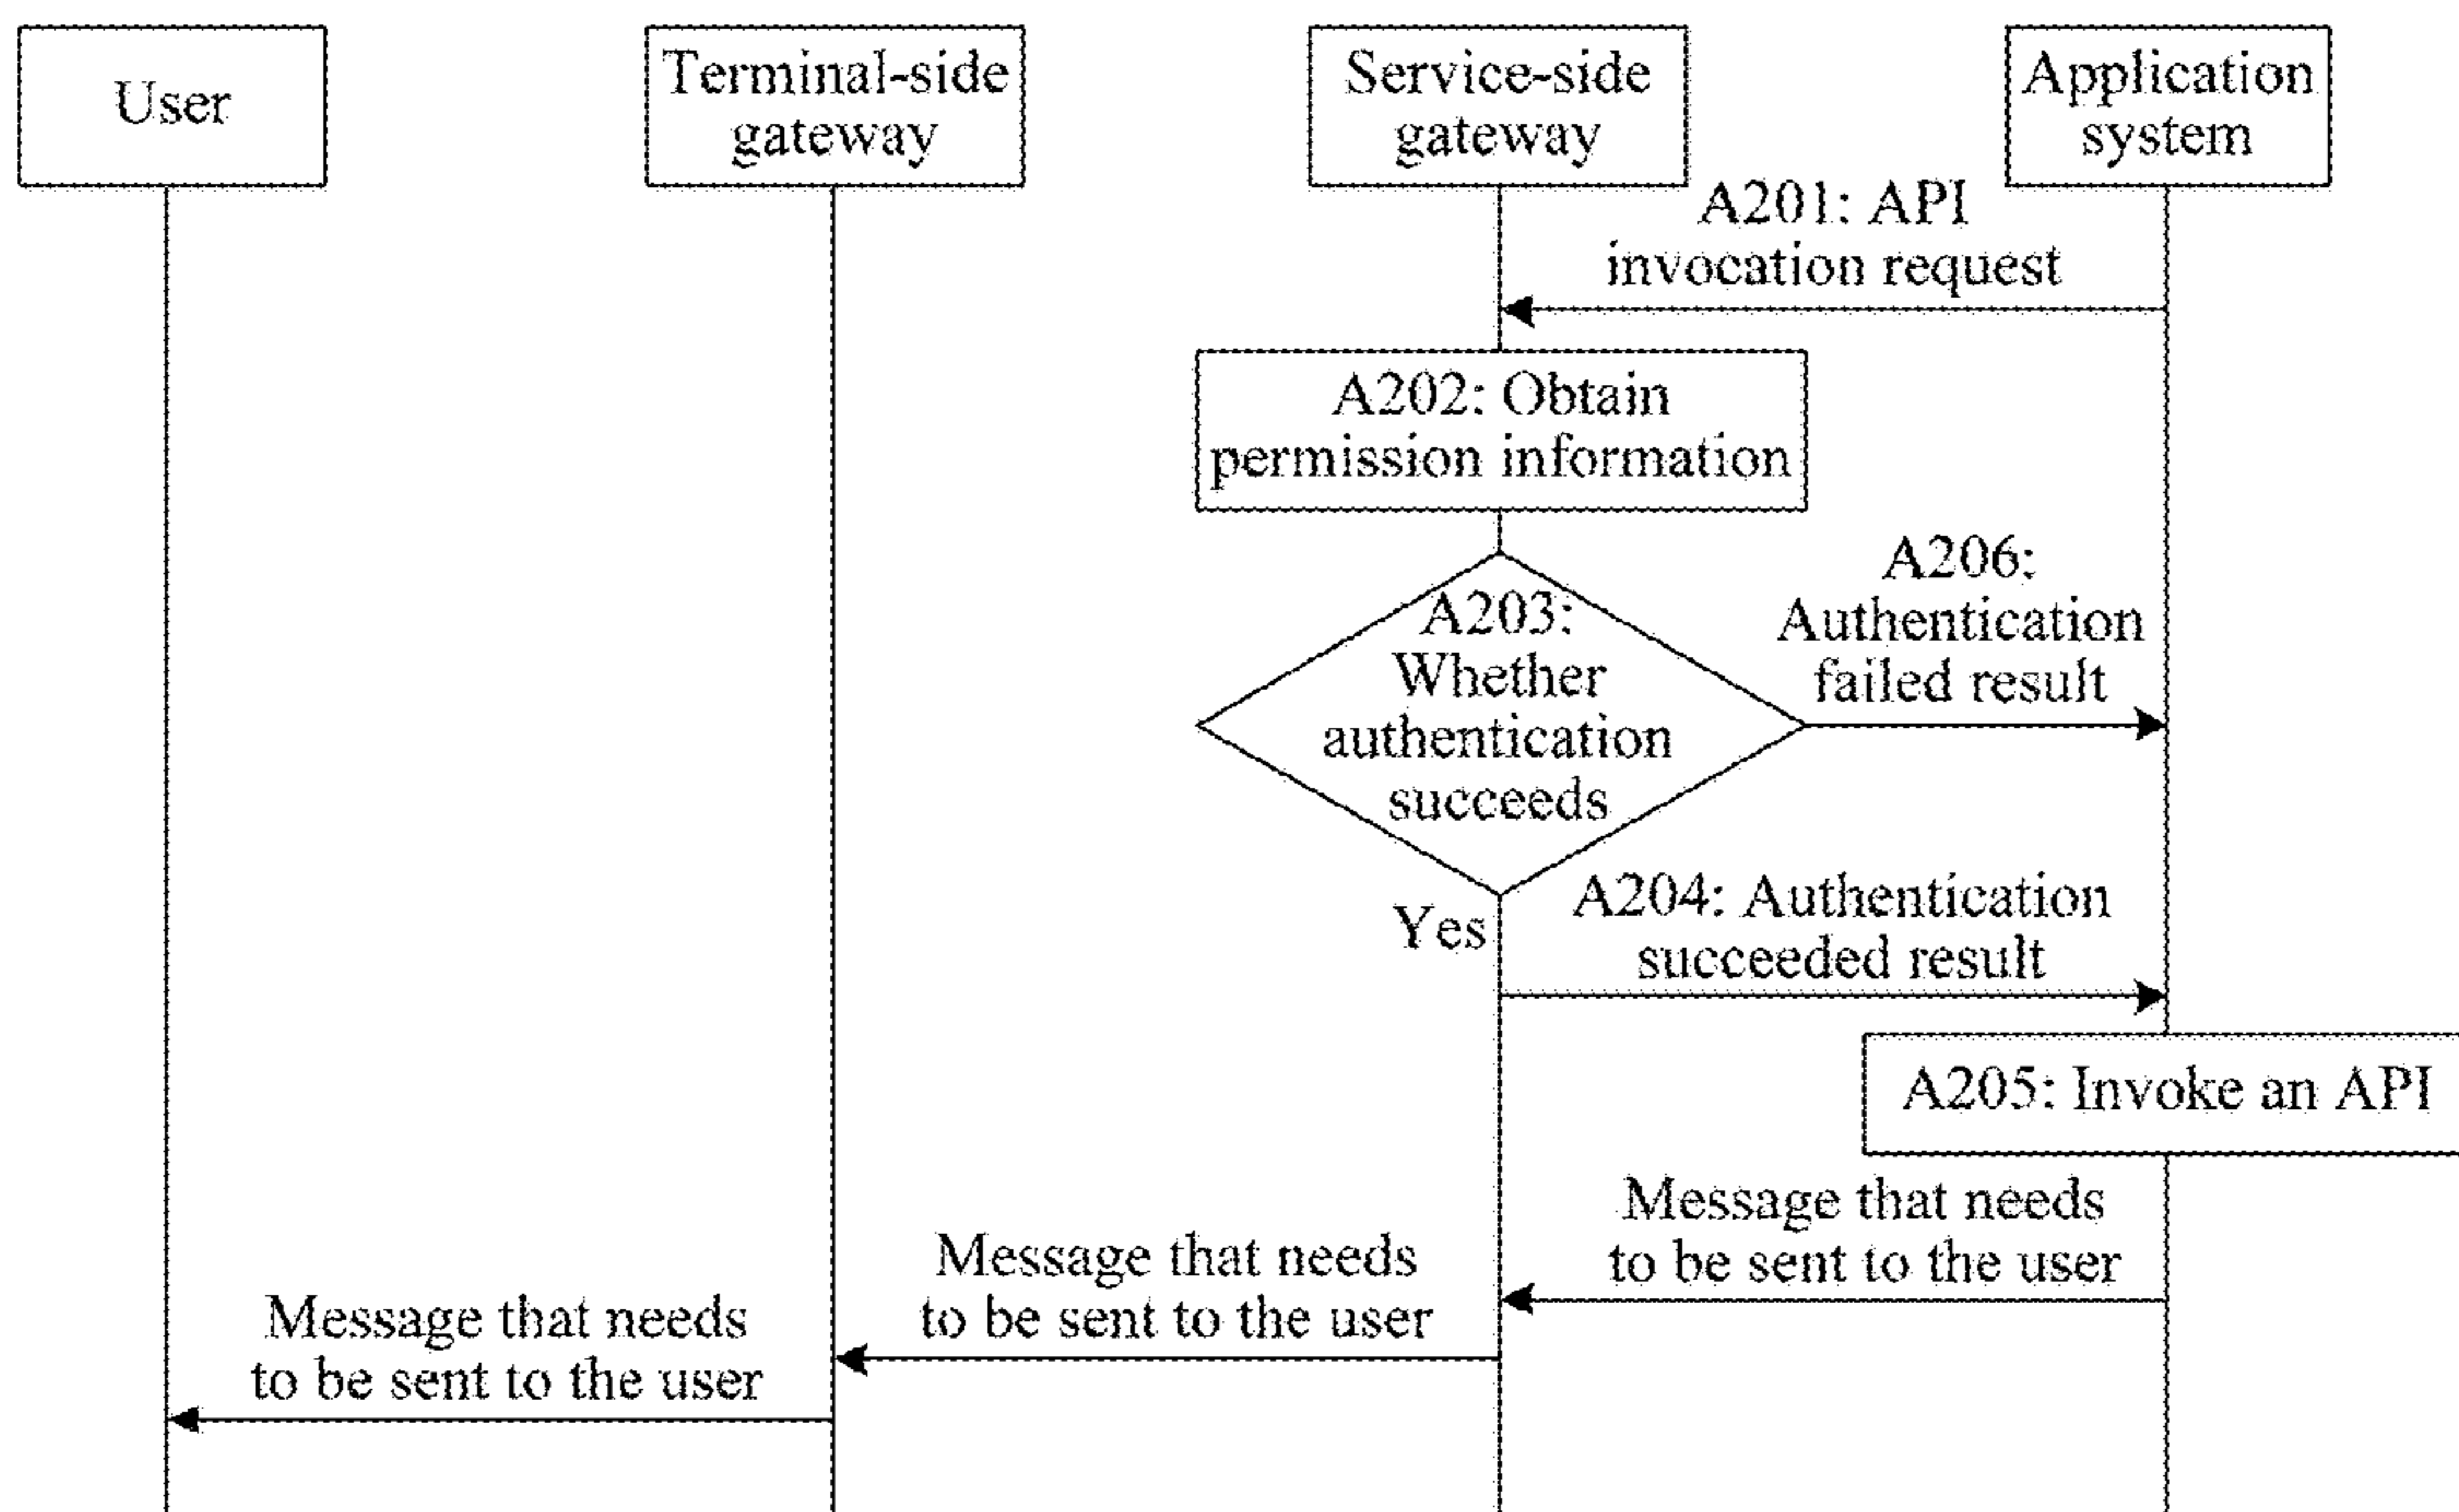 User
Terminal-side
gateway
Service-side
gateway
Application
system
A201: API
invocation request
A202: Obtain
permission information
A203:
Whether
authentication
succeeds
A206:
Authentication
failed result
Yes
A204: Authentication
succeeded result
A205: Invoke an API
Message that needs
to be sent to the user
Message that needs
to be sent to the user
Message that needs
to be sent to the user